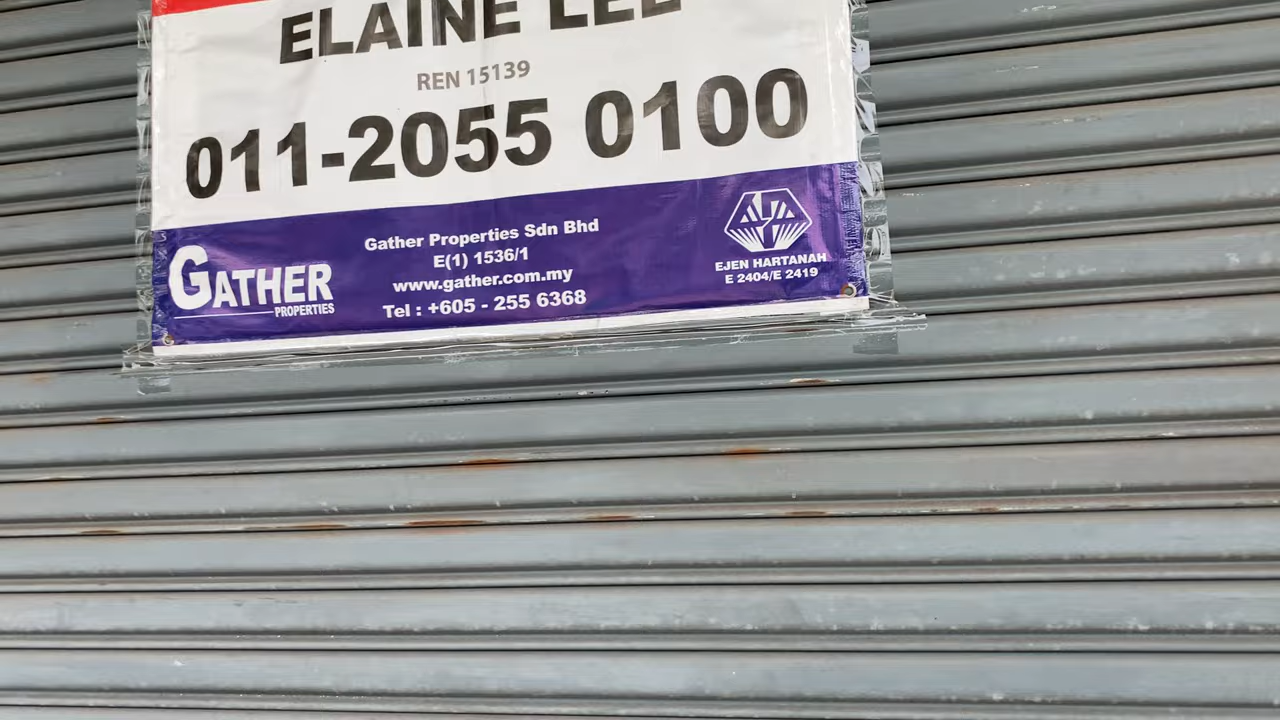 ELAINE LEE
REN 15139
011-2055 0100
GATHER
PROPERTIES
Gather Properties Sdn Bhd
E(1) 1536/1
www.gather.com.my
Tel : +605 - 255 6368
EJEN HARTANAH
E 2404/E 2419